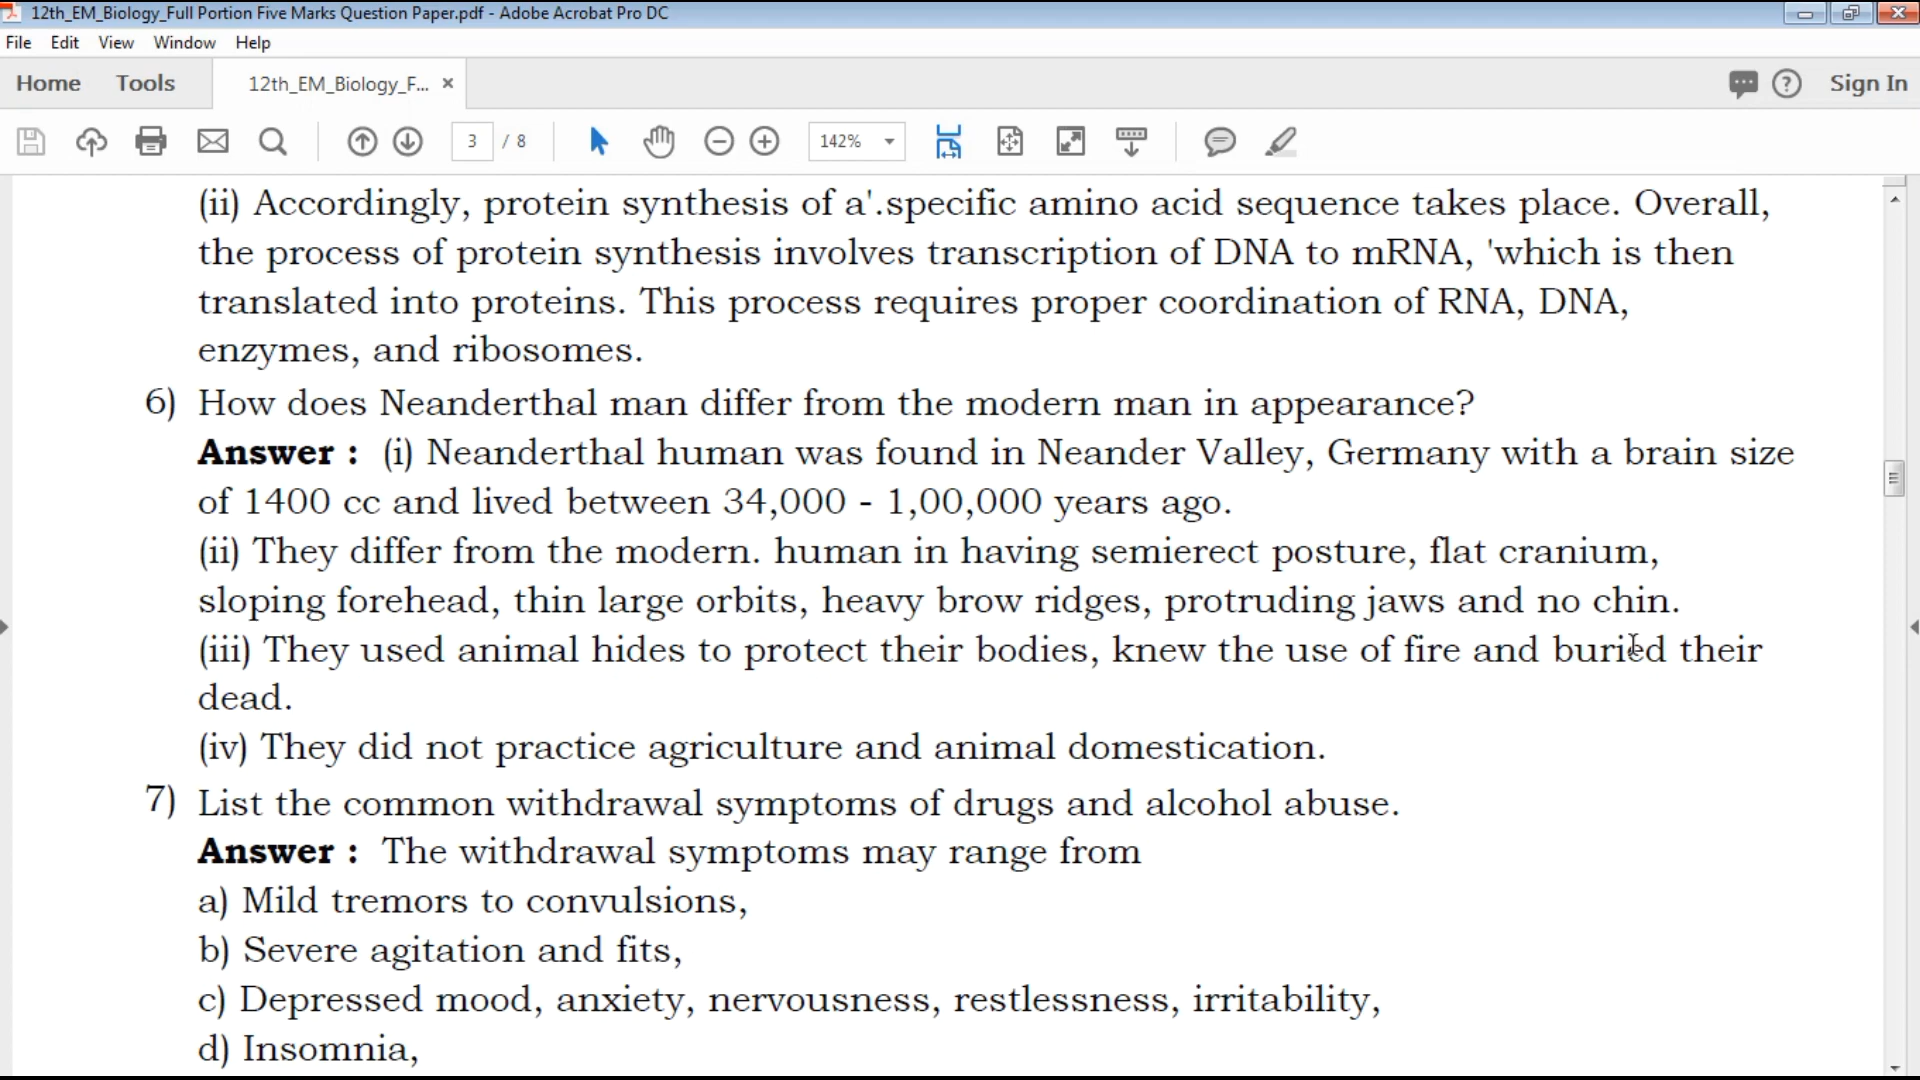 12th_EM_Biology_Full Portion Five Marks Question Paper.pdf - Adobe Acrobat Pro DC
File Edit View Window Help
Home Tools 12th_EM_Biology_F... × Sign In
3 / 8 142%
(ii) Accordingly, protein synthesis of a'.specific amino acid sequence takes place. Overall,
the process of protein synthesis involves transcription of DNA to mRNA, 'which is then
translated into proteins. This process requires proper coordination of RNA, DNA,
enzymes, and ribosomes.
6) How does Neanderthal man differ from the modern man in appearance?
Answer : (i) Neanderthal human was found in Neander Valley, Germany with a brain size
of 1400 cc and lived between 34,000 - 1,00,000 years ago.
(ii) They differ from the modern. human in having semierect posture, flat cranium,
sloping forehead, thin large orbits, heavy brow ridges, protruding jaws and no chin.
(iii) They used animal hides to protect their bodies, knew the use of fire and buried their
dead.
(iv) They did not practice agriculture and animal domestication.
7) List the common withdrawal symptoms of drugs and alcohol abuse.
Answer : The withdrawal symptoms may range from
a) Mild tremors to convulsions,
b) Severe agitation and fits,
c) Depressed mood, anxiety, nervousness, restlessness, irritability,
d) Insomnia,